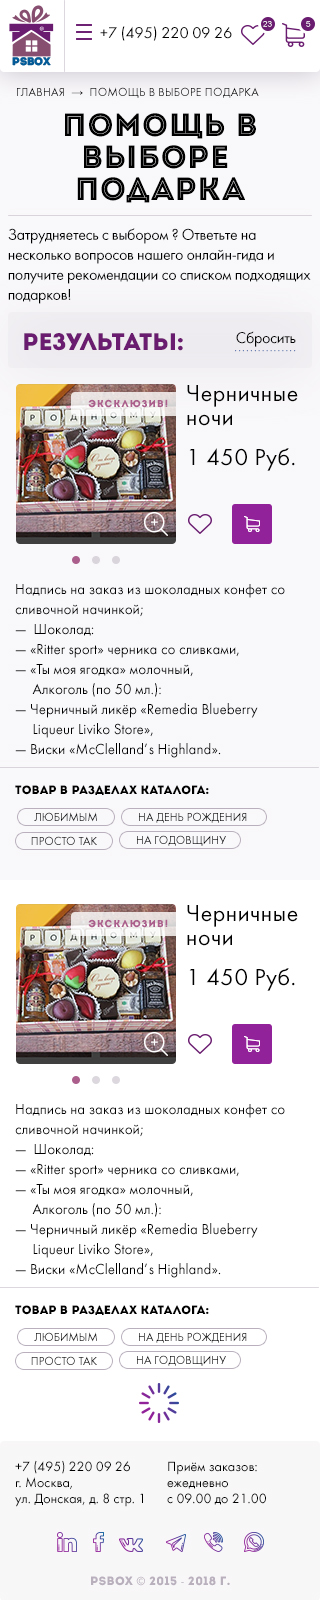 PSBOX
+7 (495) 220 09 26
23
5
ГЛАВНАЯ → ПОМОЩЬ В ВЫБОРЕ ПОДАРКА
ПОМОЩЬ В
ВЫБОРЕ
ПОДАРКА
Затрудняетесь с выбором ? Ответьте на
несколько вопросов нашего онлайн-гида и
получите рекомендации со списком подходящих
подарков!
РЕЗУЛЬТАТЫ:
Сбросить
ЭКСКЛЮЗИВ!
РОДНОМУ
Черничные
ночи
1 450 Руб.
Надпись на заказ из шоколадных конфет со
сливочной начинкой;
— Шоколад:
— «Ritter sport» черника со сливками,
— «Ты моя ягодка» молочный,
Алкоголь (по 50 мл.):
— Черничный ликёр «Remedia Blueberry
Liqueur Liviko Store»,
— Виски «McClelland’s Highland».
ТОВАР В РАЗДЕЛАХ КАТАЛОГА:
ЛЮБИМЫМ НА ДЕНЬ РОЖДЕНИЯ
ПРОСТО ТАК НА ГОДОВЩИНУ
ЭКСКЛЮЗИВ!
РОДНОМУ
Черничные
ночи
1 450 Руб.
Надпись на заказ из шоколадных конфет со
сливочной начинкой;
— Шоколад:
— «Ritter sport» черника со сливками,
— «Ты моя ягодка» молочный,
Алкоголь (по 50 мл.):
— Черничный ликёр «Remedia Blueberry
Liqueur Liviko Store»,
— Виски «McClelland’s Highland».
ТОВАР В РАЗДЕЛАХ КАТАЛОГА:
ЛЮБИМЫМ НА ДЕНЬ РОЖДЕНИЯ
ПРОСТО ТАК НА ГОДОВЩИНУ
+7 (495) 220 09 26
г. Москва,
ул. Донская, д. 8 стр. 1
Приём заказов:
ежедневно
с 09.00 до 21.00
PSBOX © 2015 - 2018 Г.